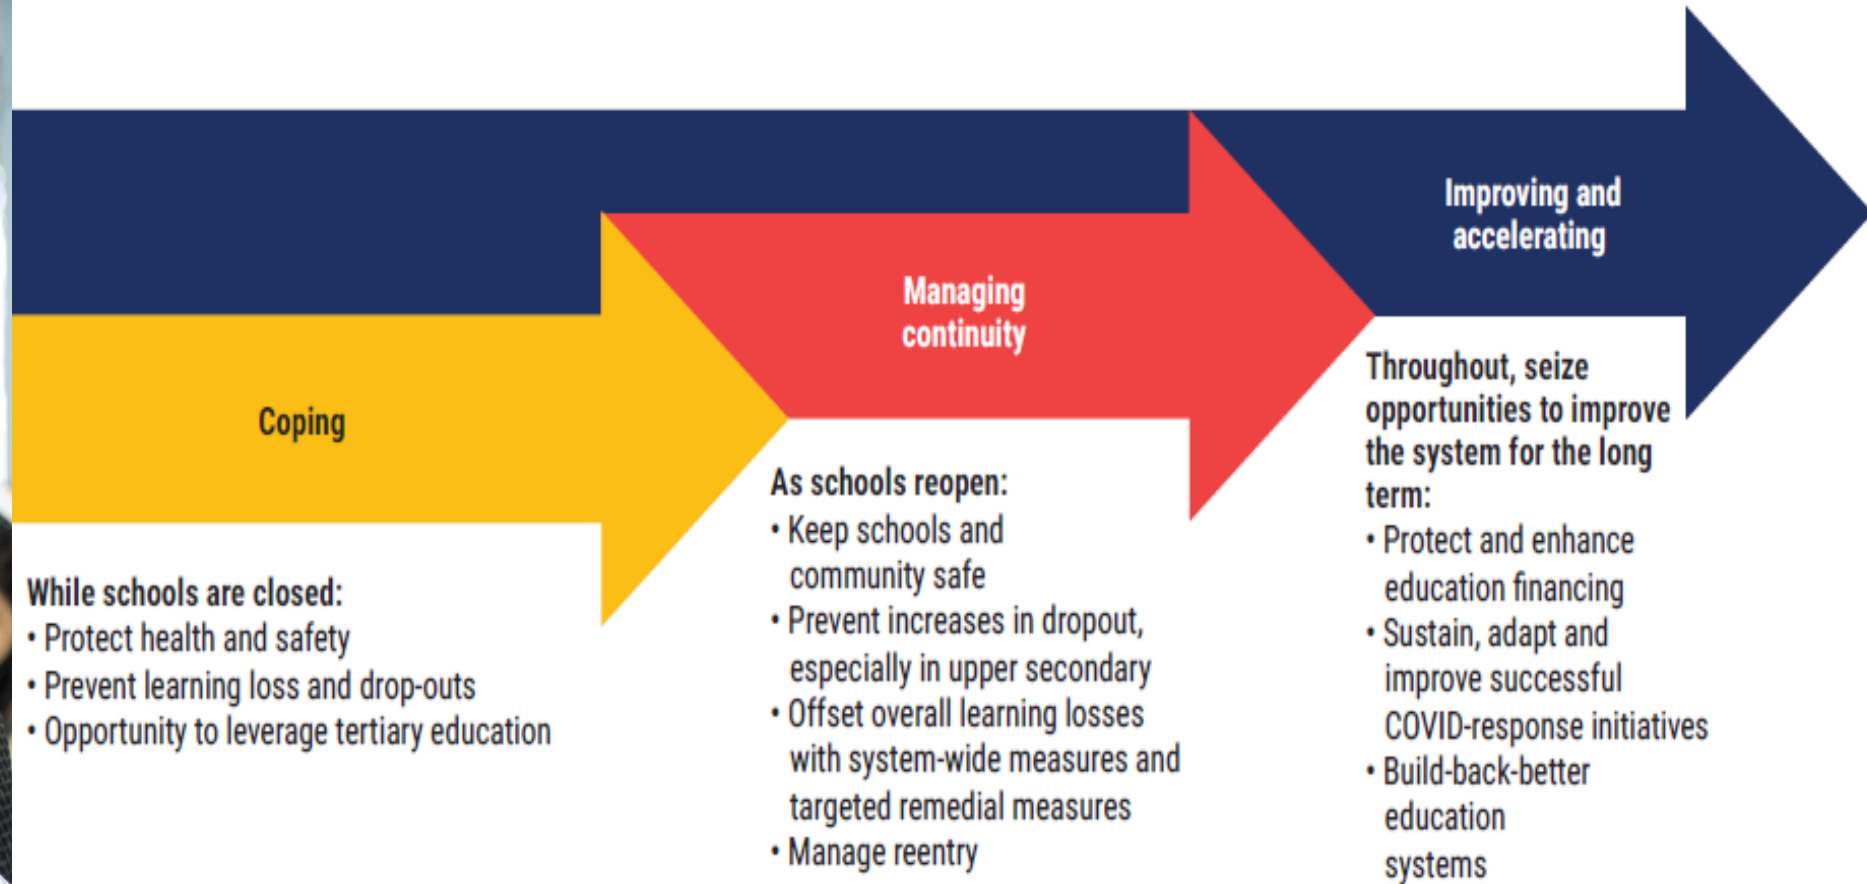 Improving and
accelerating
Managing
continuity
Coping
While schools are closed:
• Protect health and safety
• Prevent learning loss and drop-outs
• Opportunity to leverage tertiary education
As schools reopen:
• Keep schools and
community safe
• Prevent increases in dropout,
especially in upper secondary
• Offset overall learning losses
with system-wide measures and
targeted remedial measures
• Manage reentry
Throughout, seize
opportunities to improve
the system for the long
term:
• Protect and enhance
education financing
• Sustain, adapt and
improve successful
COVID-response initiatives
• Build-back-better
education
systems